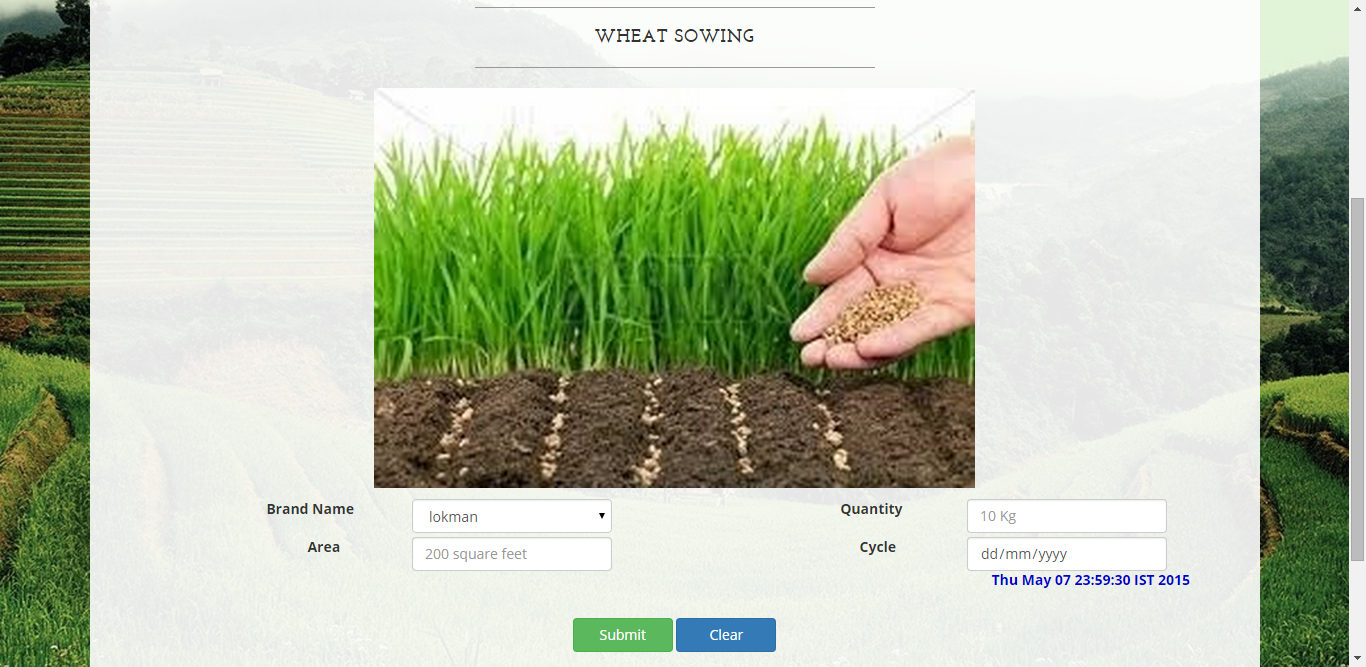 WHEAT SOWING
Brand Name lokman Quantity 10 Kg
Area 200 square feet Cycle dd/mm/yyyy
Thu May 07 23:59:30 IST 2015
Submit Clear